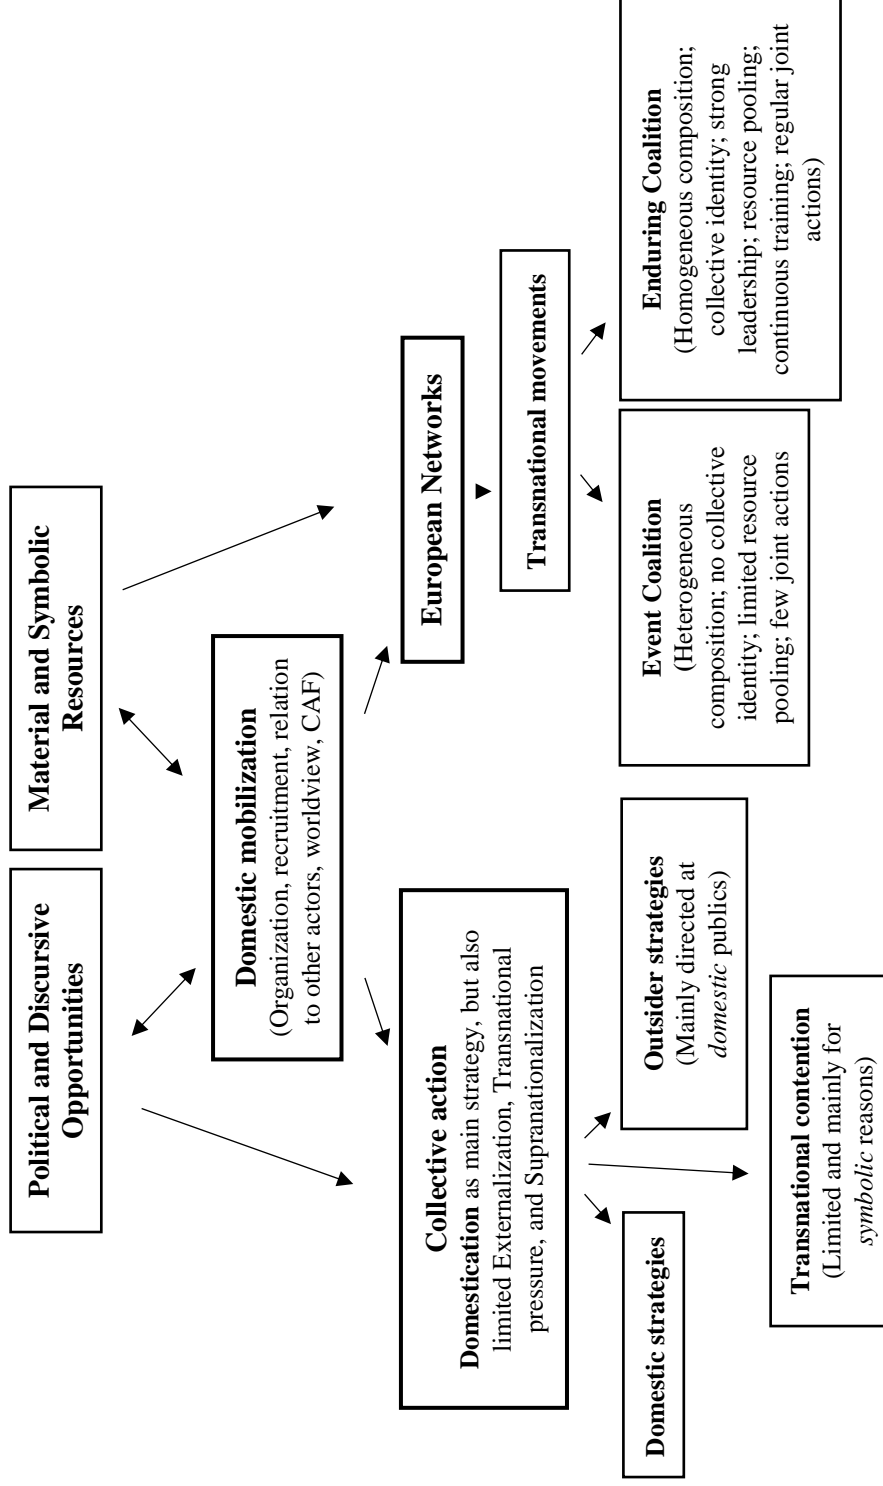 Political and Discursive
Opportunities
Material and Symbolic
Resources
Domestic mobilization
(Organization, recruitment, relation
to other actors, worldview, CAF)
Collective action
Domestication as main strategy, but also
limited Externalization, Transnational
pressure, and Supranationalization
European Networks
Transnational movements
Domestic strategies
Outsider strategies
(Mainly directed at
domestic publics)
Transnational contention
(Limited and mainly for
symbolic reasons)
Event Coalition
(Heterogeneous
composition; no collective
identity; limited resource
pooling; few joint actions
Enduring Coalition
(Homogeneous composition;
collective identity; strong
leadership; resource pooling;
continuous training; regular joint
actions)